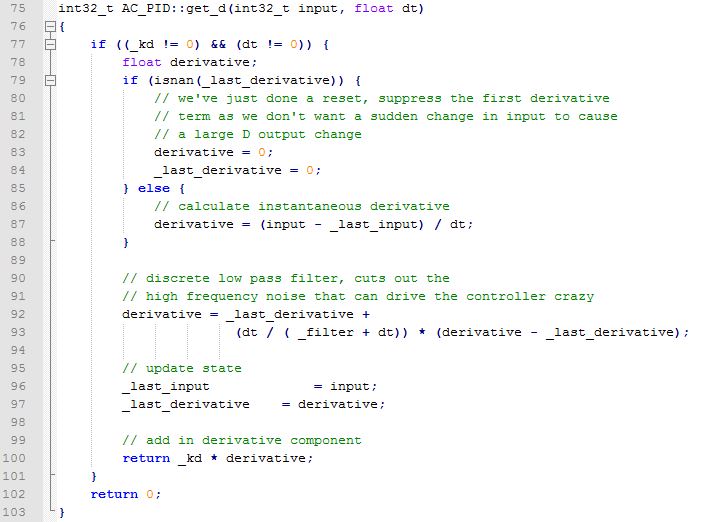 75 int32_t AC_PID::get_d(int32_t input, float dt)
76 {
77     if ((_kd != 0) && (dt != 0)) {
78         float derivative;
79         if (isnan(_last_derivative)) {
80             // we've just done a reset, suppress the first derivative
81             // term as we don't want a sudden change in input to cause
82             // a large D output change
83             derivative = 0;
84             _last_derivative = 0;
85         } else {
86             // calculate instantaneous derivative
87             derivative = (input - _last_input) / dt;
88         }
89
90         // discrete low pass filter, cuts out the
91         // high frequency noise that can drive the controller crazy
92         derivative = _last_derivative +
93                       (dt / ( _filter + dt)) * (derivative - _last_derivative);
94
95         // update state
96         _last_input             = input;
97         _last_derivative    = derivative;
98
99         // add in derivative component
100         return _kd * derivative;
101     }
102     return 0;
103 }